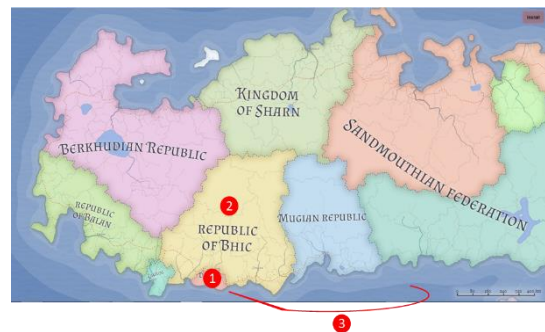 KINGDOM
OF SHARN
BERKHUDIAN REPUBLIC
SANDMOUTHIAN FEDERATION
REPUBLIC
OF BALAN
2
REPUBLIC
OF BHIC
MUGIAN REPUBLIC
1
3